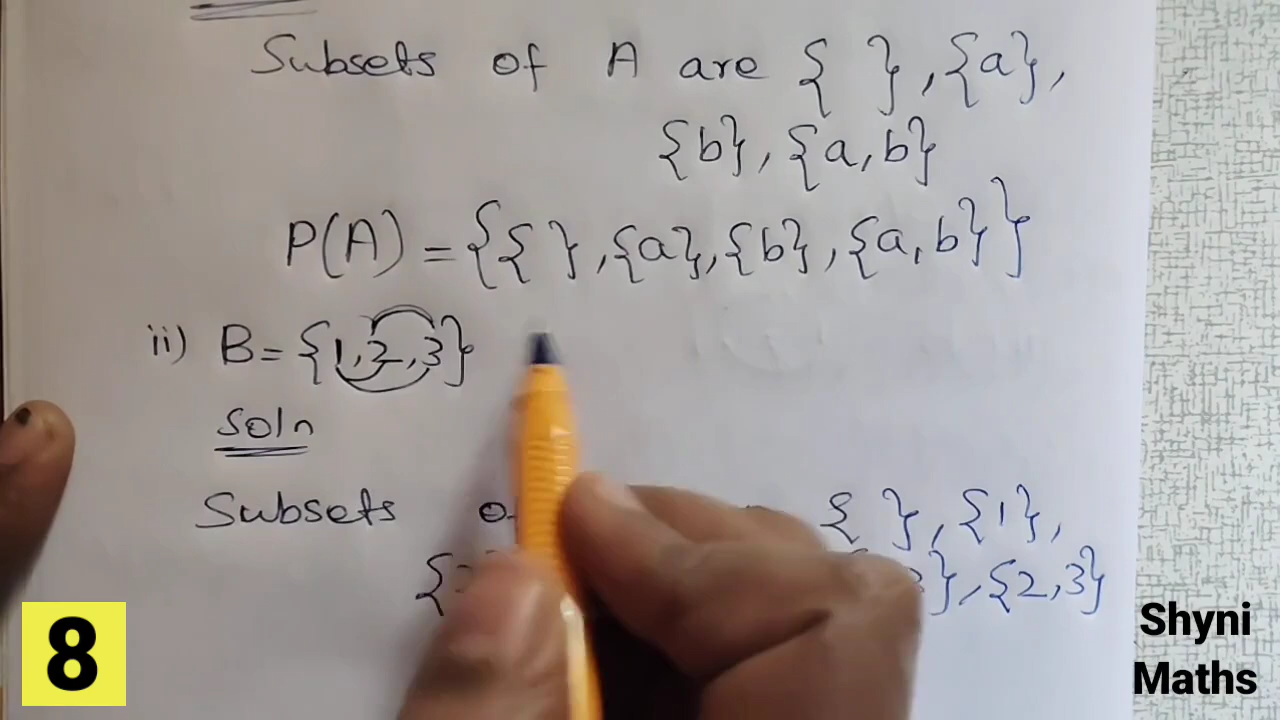 Subsets of A are { }, {a},
{b}, {a, b}
P(A) = {{ }, {a}, {b}, {a, b}}
ii) B = {1, 2, 3}
Soln
Subsets { }, {1},
{2, 3}
8
Shyni
Maths